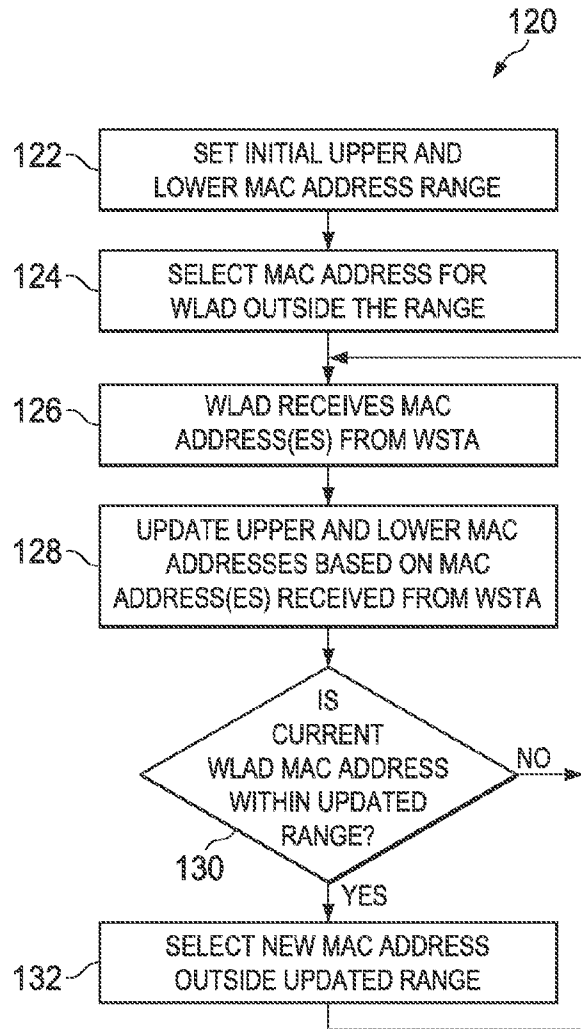 120
122
SET INITIAL UPPER AND
LOWER MAC ADDRESS RANGE
124
SELECT MAC ADDRESS FOR
WLAD OUTSIDE THE RANGE
126
WLAD RECEIVES MAC
ADDRESS(ES) FROM WSTA
128
UPDATE UPPER AND LOWER MAC
ADDRESSES BASED ON MAC
ADDRESS(ES) RECEIVED FROM WSTA
IS
CURRENT
WLAD MAC ADDRESS
WITHIN UPDATED
RANGE?
NO
130
YES
132
SELECT NEW MAC ADDRESS
OUTSIDE UPDATED RANGE